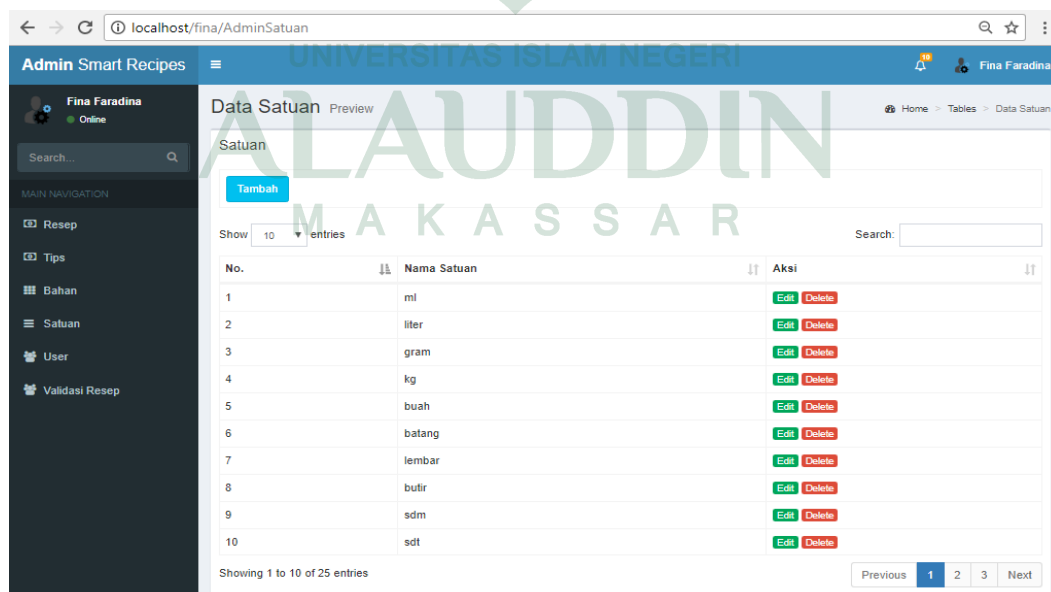 localhost/fina/AdminSatuan
UNIVERSITAS ISLAM NEGERI
Admin Smart Recipes
10
Fina Faradina
Fina Faradina
Online
Data Satuan Preview
Home > Tables > Data Satuan
ALAUDDIN
Search...
Satuan
MAIN NAVIGATION
Tambah
MAKASSAR
Resep
Tips
Bahan
Satuan
User
Validasi Resep
Show 10 entries
Search:
No. Nama Satuan Aksi
1 ml Edit Delete
2 liter Edit Delete
3 gram Edit Delete
4 kg Edit Delete
5 buah Edit Delete
6 batang Edit Delete
7 lembar Edit Delete
8 butir Edit Delete
9 sdm Edit Delete
10 sdt Edit Delete
Showing 1 to 10 of 25 entries
Previous 1 2 3 Next